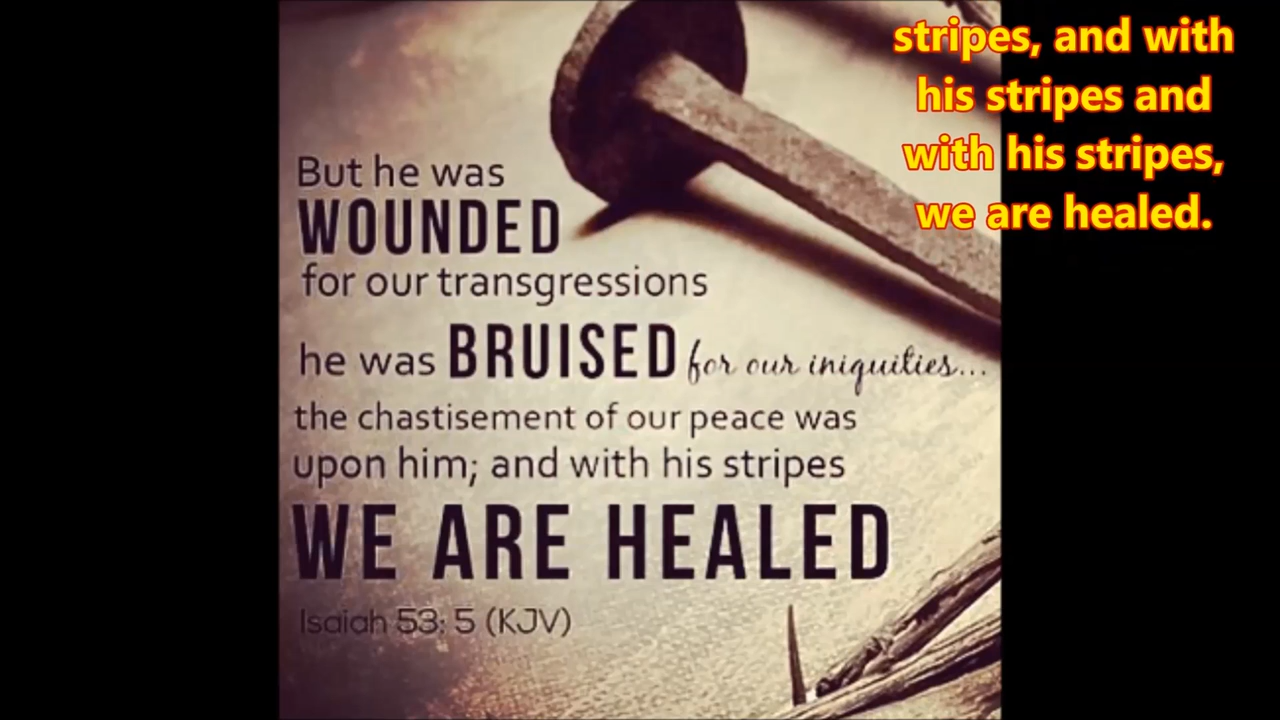 stripes, and with
his stripes and
with his stripes,
we are healed.
But he was
WOUNDED
for our transgressions
he was BRUISED for our iniquities...
the chastisement of our peace was
upon him; and with his stripes
WE ARE HEALED
Isaiah 53: 5 (KJV)